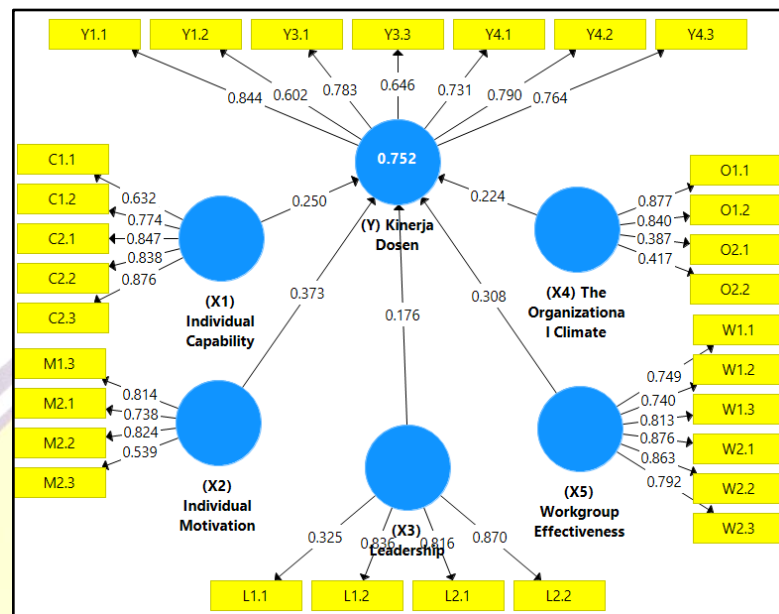 Y1.1 Y1.2 Y3.1 Y3.3 Y4.1 Y4.2 Y4.3
0.844 0.602 0.783 0.646 0.731 0.790 0.764
0.752
(Y) Kinerja
Dosen
C1.1
C1.2
C2.1
C2.2
C2.3
0.632
0.774
0.847
0.838
0.876
0.250
(X1)
Individual
Capability
0.224
(X4) The
Organizationa
l Climate
0.877
0.840
0.387
0.417
O1.1
O1.2
O2.1
O2.2
M1.3
M2.1
M2.2
M2.3
0.814
0.738
0.824
0.539
0.373
(X2)
Individual
Motivation
0.176
(X3)
Leadership
0.325 0.836 0.816 0.870
L1.1 L1.2 L2.1 L2.2
0.308
(X5)
Workgroup
Effectiveness
0.749
0.740
0.813
0.876
0.863
0.792
W1.1
W1.2
W1.3
W2.1
W2.2
W2.3